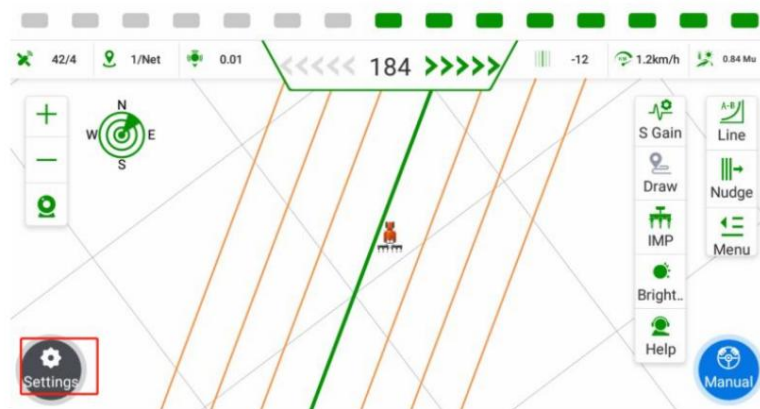 42/4
1/Net
0.01
184
-12
1.2km/h
0.84 Mu
N
W
E
S
S Gain
Draw
IMP
Bright..
Help
A-B
Line
Nudge
Menu
Settings
Manual